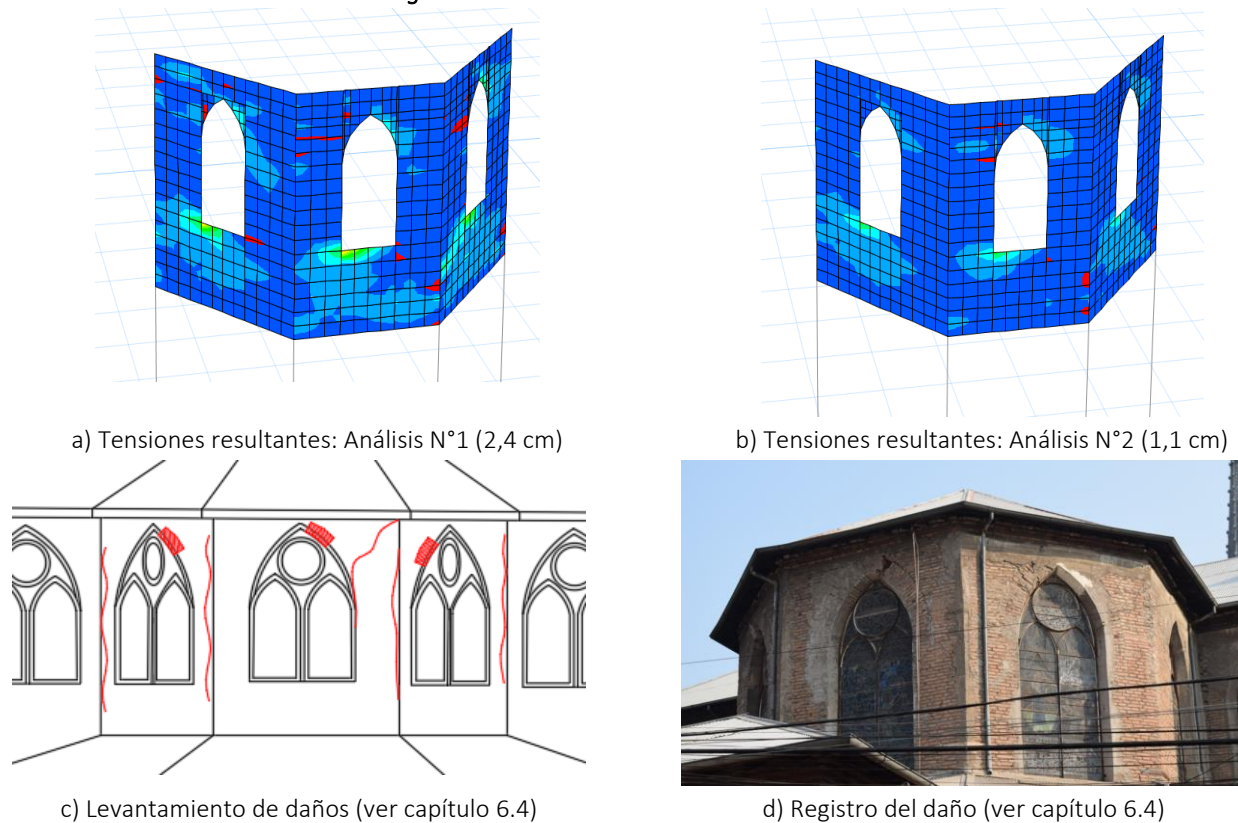 a) Tensiones resultantes: Análisis N°1 (2,4 cm)
b) Tensiones resultantes: Análisis N°2 (1,1 cm)
c) Levantamiento de daños (ver capítulo 6.4)
d) Registro del daño (ver capítulo 6.4)